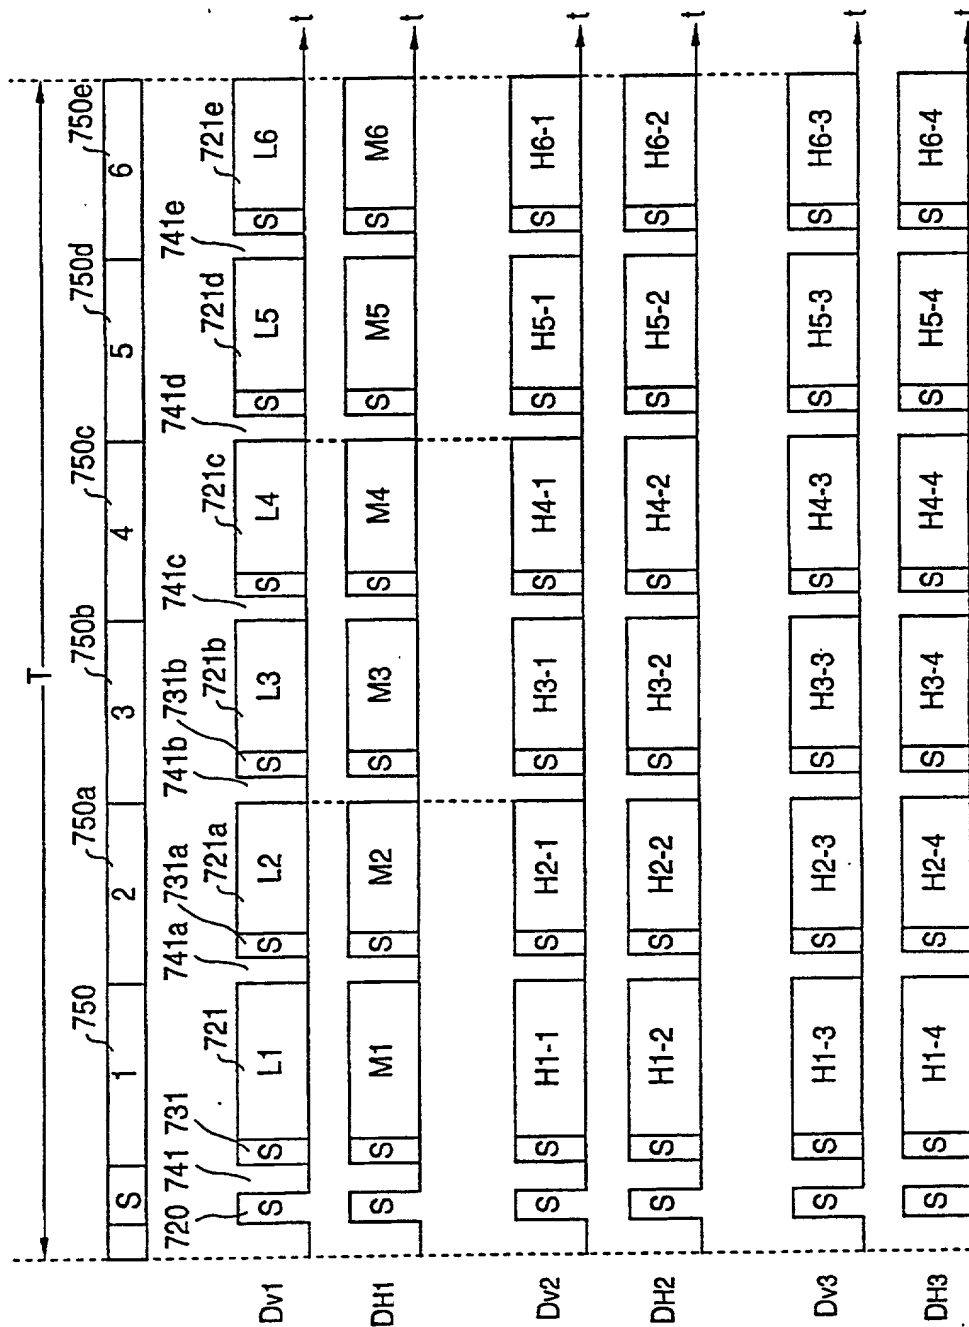 T
750 750a 750b 750c 750d 750e
S 1 2 3 4 5 6
720 741 731 721 741a 731a 721a 741b 731b 721b 741c 721c 741d 721d 741e 721e
Dv1 S S L1 S L2 S L3 S L4 S L5 S L6 t
DH1 S S M1 S M2 S M3 S M4 S M5 S M6 t
Dv2 S S H1-1 S H2-1 S H3-1 S H4-1 S H5-1 S H6-1 t
DH2 S S H1-2 S H2-2 S H3-2 S H4-2 S H5-2 S H6-2 t
Dv3 S S H1-3 S H2-3 S H3-3 S H4-3 S H5-3 S H6-3 t
DH3 S S H1-4 S H2-4 S H3-4 S H4-4 S H5-4 S H6-4 t